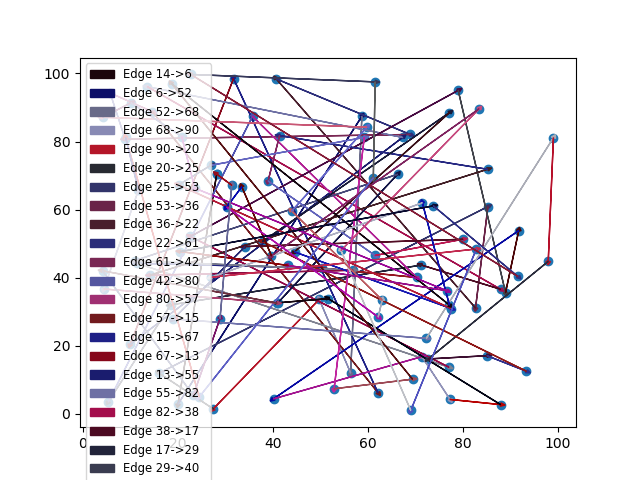 Edge 14->6
Edge 6->52
Edge 52->68
Edge 68->90
Edge 90->20
Edge 20->25
Edge 25->53
Edge 53->36
Edge 36->22
Edge 22->61
Edge 61->42
Edge 42->80
Edge 80->57
Edge 57->15
Edge 15->67
Edge 67->13
Edge 13->55
Edge 55->82
Edge 82->38
Edge 38->17
Edge 17->29
Edge 29->40
100
80
60
40
20
0
0
20
40
60
80
100